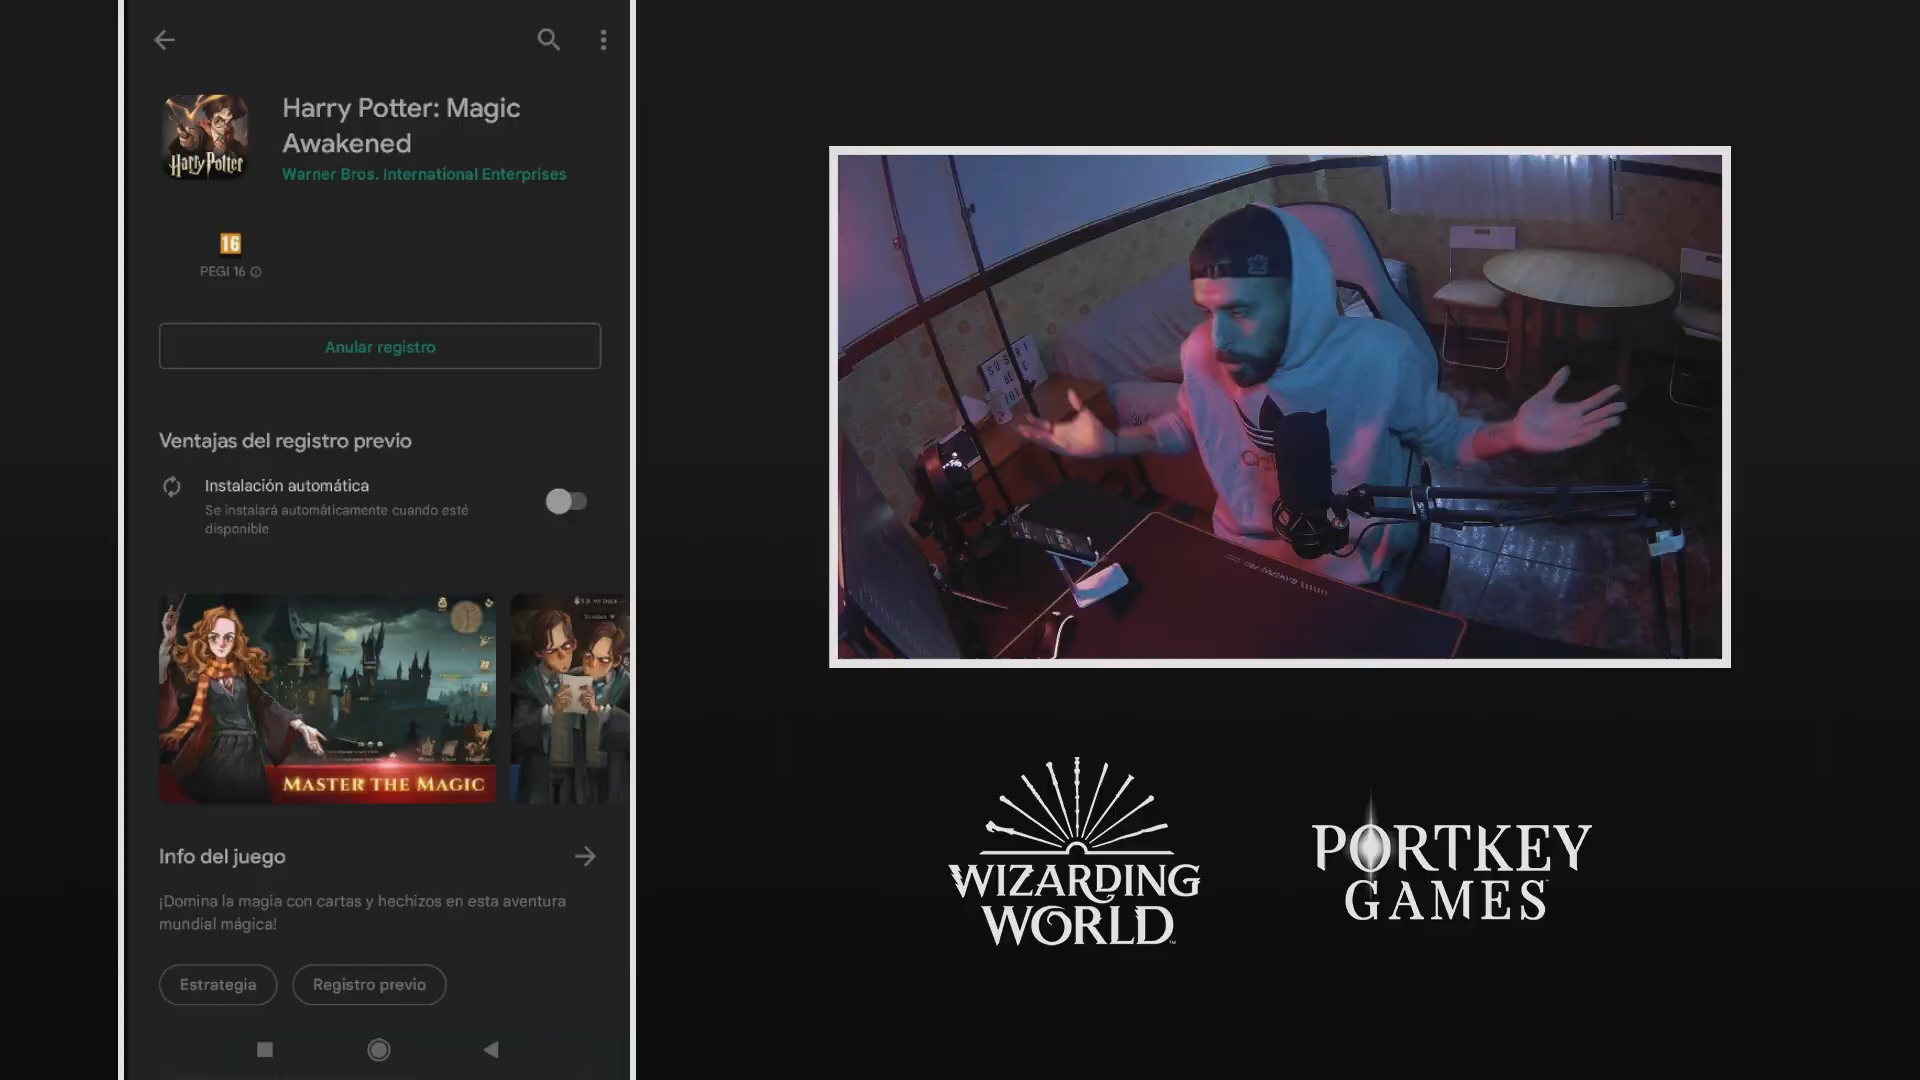 Harry Potter: Magic
Awakened
Warner Bros. International Enterprises
Harry Potter
16
PEGI 16
Anular registro
Ventajas del registro previo
Instalación automática
Se instalará automáticamente cuando esté
disponible
MASTER THE MAGIC
Info del juego
¡Domina la magia con cartas y hechizos en esta aventura
mundial mágica!
Estrategia
Registro previo
WIZARDING
WORLD
PORTKEY
GAMES